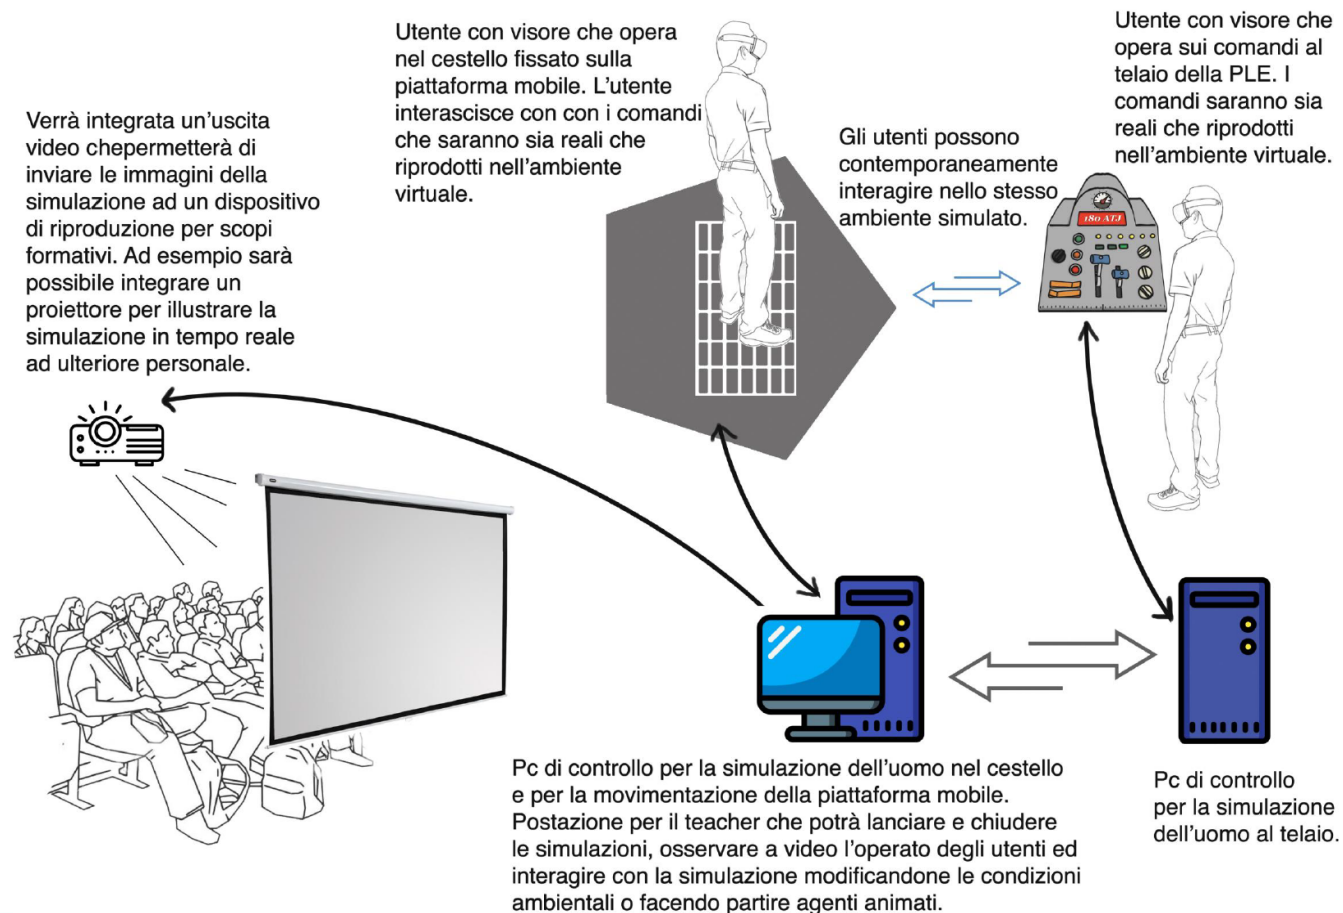 Verrà integrata un'uscita
video chepermetterà di
inviare le immagini della
simulazione ad un dispositivo
di riproduzione per scopi
formativi. Ad esempio sarà
possibile integrare un
proiettore per illustrare la
simulazione in tempo reale
ad ulteriore personale.
Utente con visore che opera
nel cestello fissato sulla
piattaforma mobile. L'utente
interascisce con con i comandi
che saranno sia reali che
riprodotti nell'ambiente
virtuale.
Gli utenti possono
contemporaneamente
interagire nello stesso
ambiente simulato.
Utente con visore che
opera sui comandi al
telaio della PLE. I
comandi saranno sia
reali che riprodotti
nell'ambiente virtuale.
180 ATJ
Pc di controllo per la simulazione dell'uomo nel cestello
e per la movimentazione della piattaforma mobile.
Postazione per il teacher che potrà lanciare e chiudere
le simulazioni, osservare a video l'operato degli utenti ed
interagire con la simulazione modificandone le condizioni
ambientali o facendo partire agenti animati.
Pc di controllo
per la simulazione
dell'uomo al telaio.